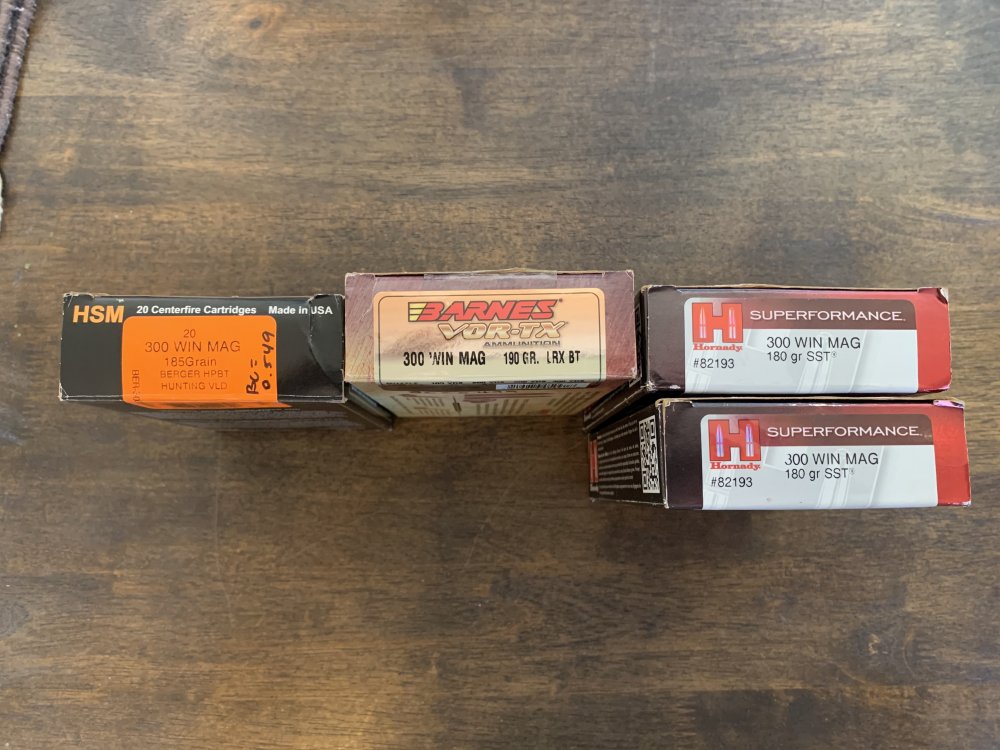 HSM 20 Centerfire Cartridges Made in USA
20
300 WIN MAG
185Grain
BERGER HPBT
HUNTING VLD
BC =
0.549
BARNES
VOR-TX
AMMUNITION
300 WIN MAG 190 GR. LRX BT
H
Hornady
#82193
SUPERFORMANCE
300 WIN MAG
180 gr SST®
H
Hornady
#82193
SUPERFORMANCE
300 WIN MAG
180 gr SST®
Hornady